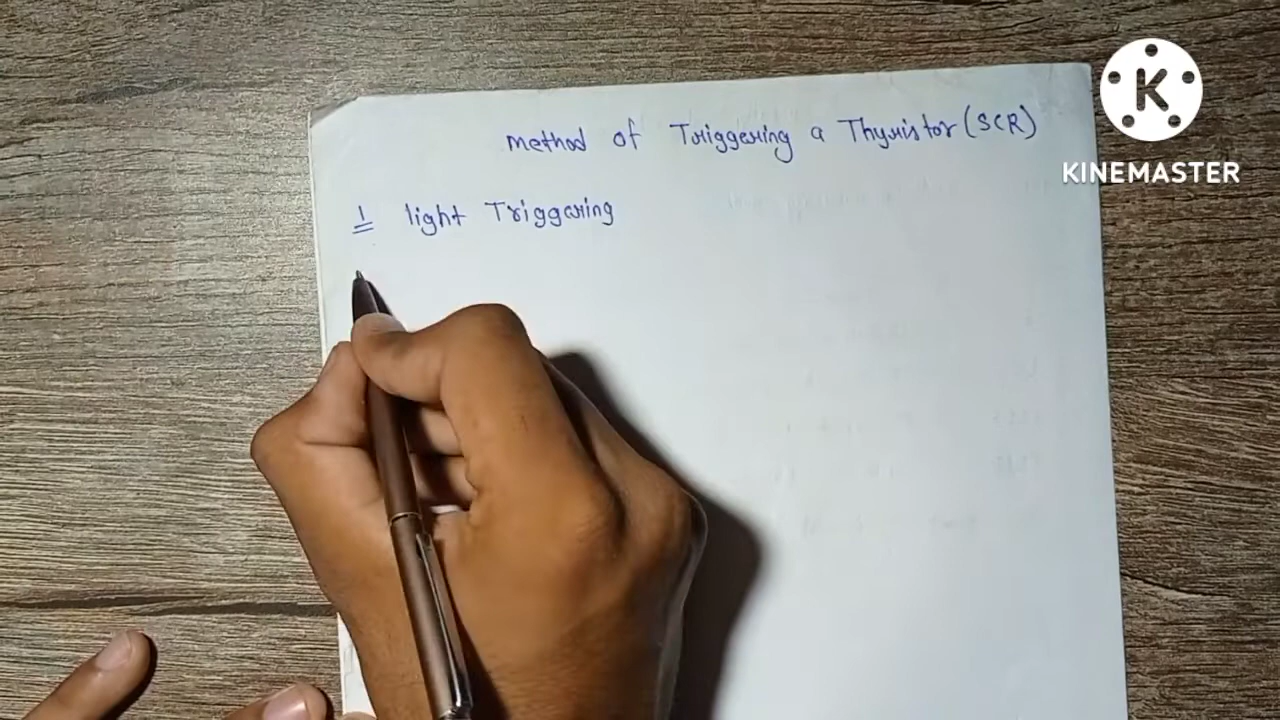 Method of Triggering a Thyristor (SCR)
1 light Triggering
K
KINEMASTER